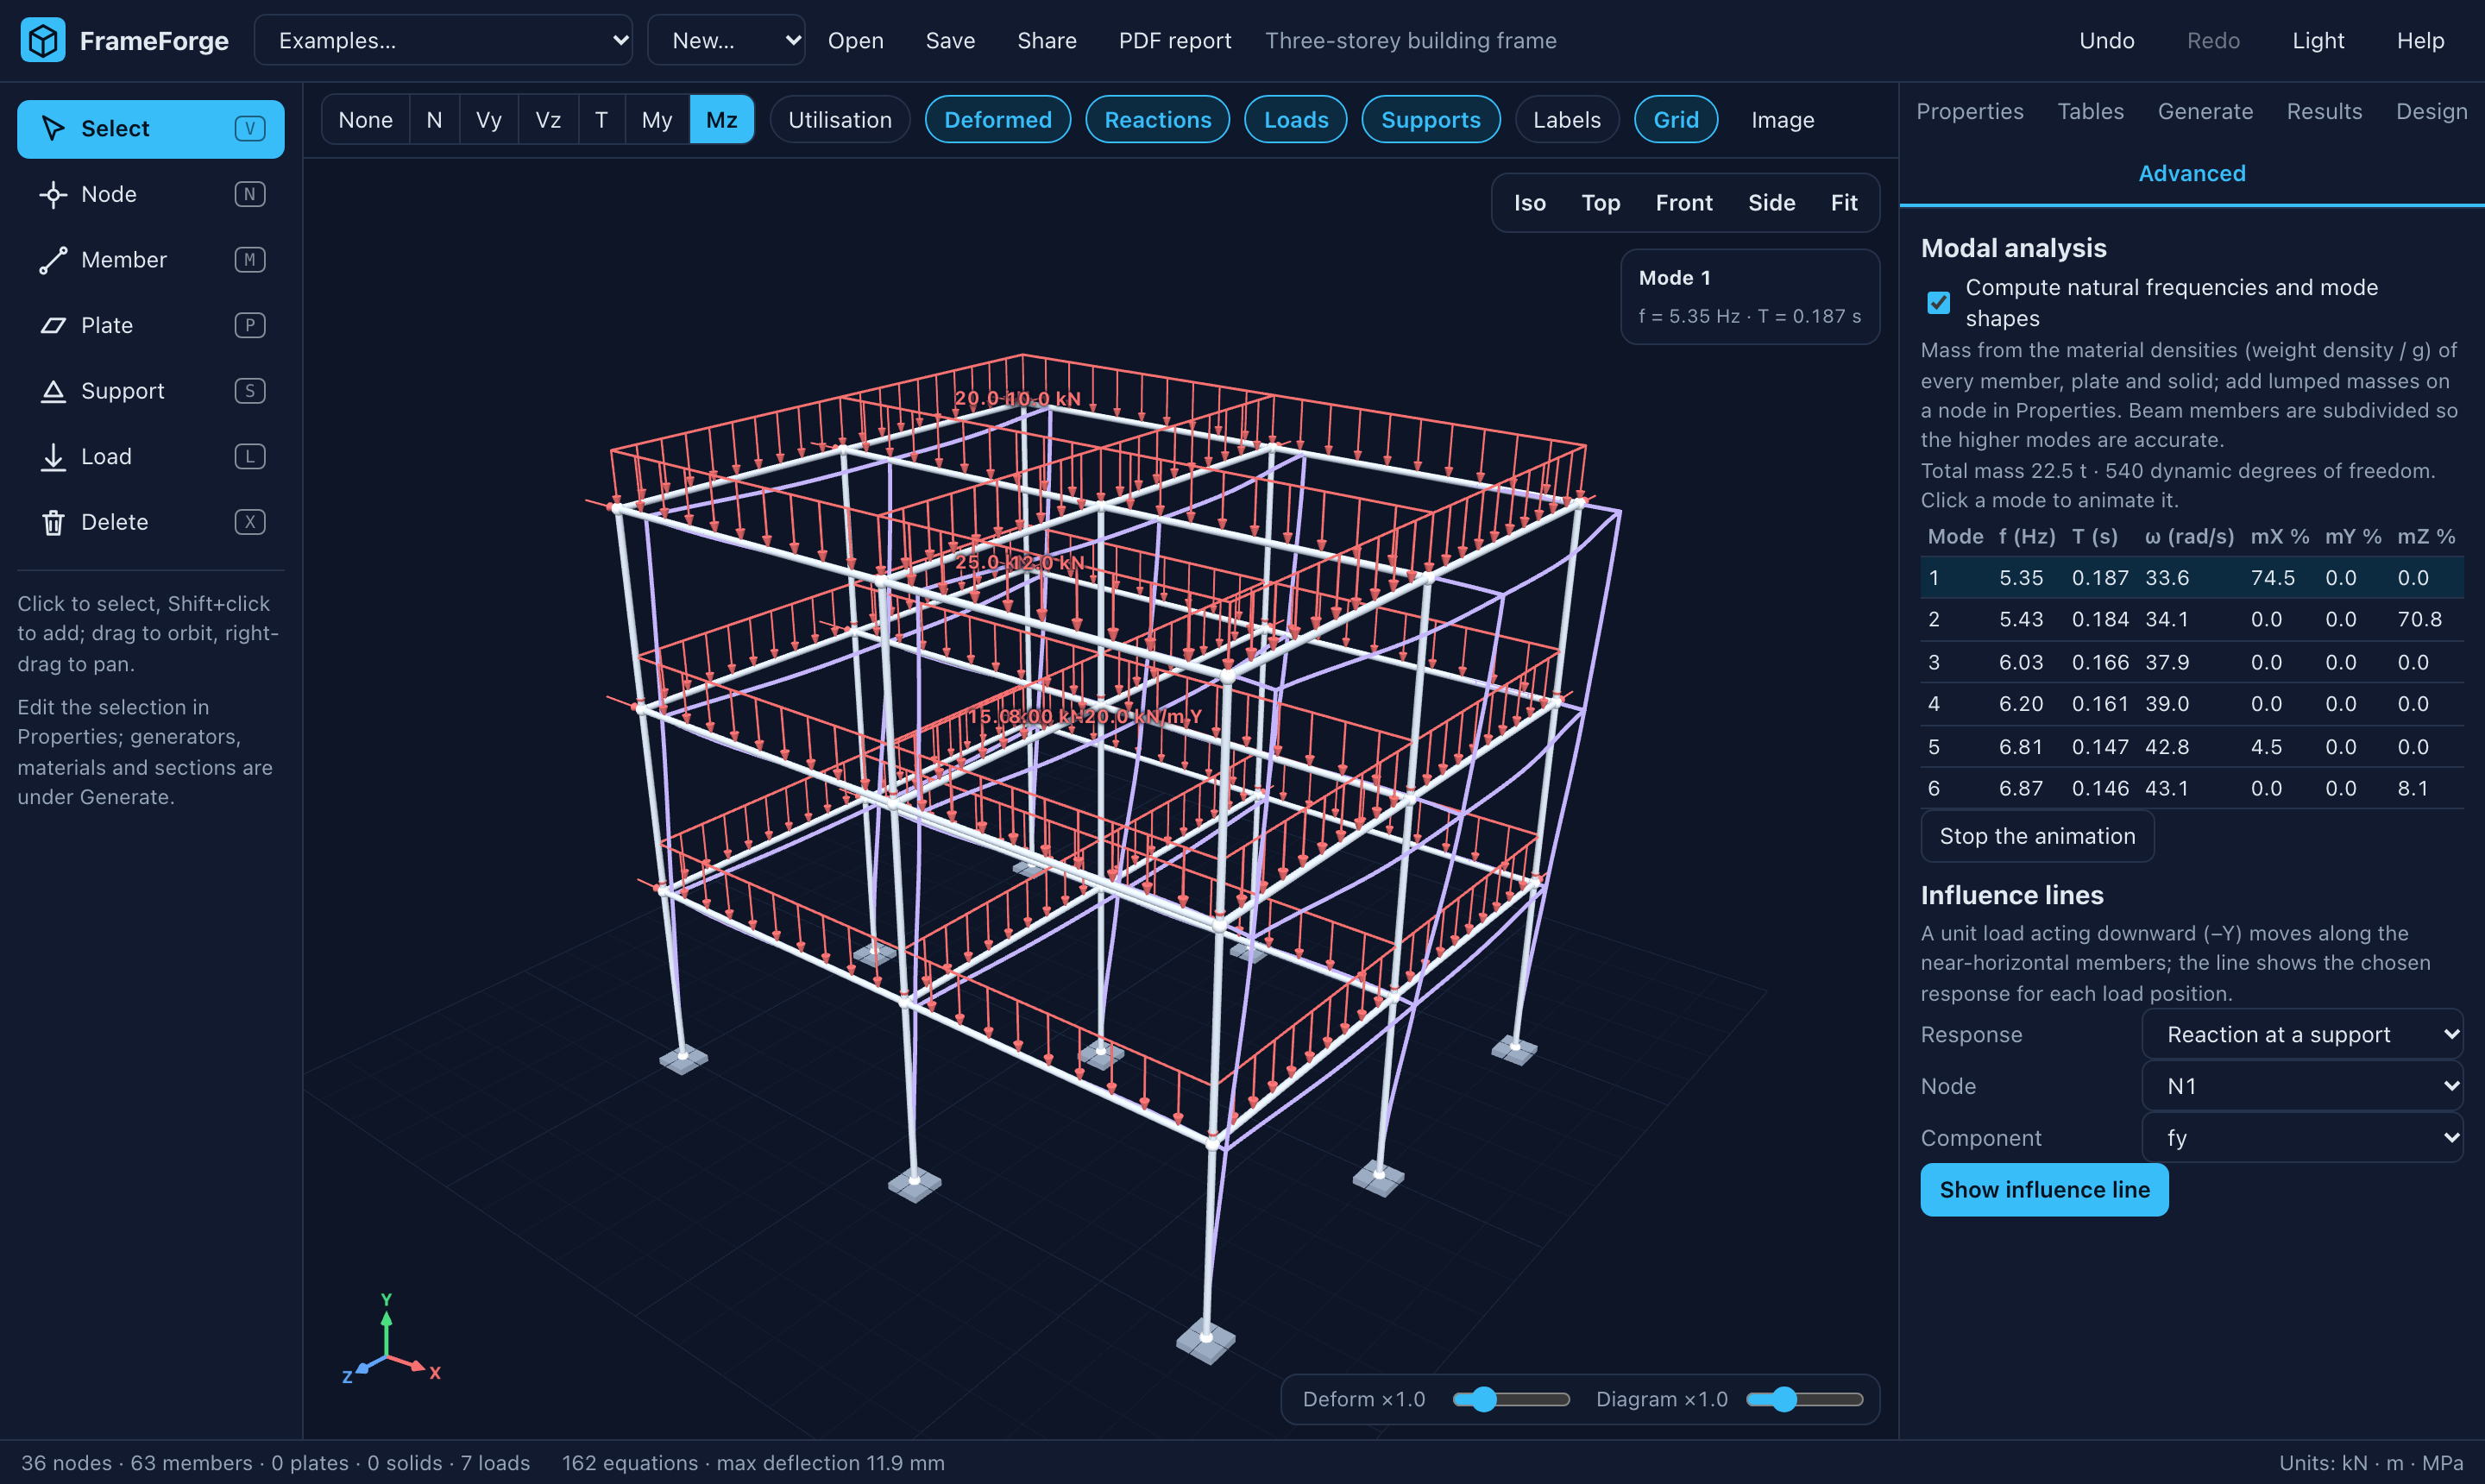 FrameForge
Examples...
New...
Open
Save
Share
PDF report
Three-storey building frame
Undo
Redo
Light
Help
Select V
Node N
Member M
Plate P
Support S
Load L
Delete X
Click to select, Shift+click
to add; drag to orbit, right-
drag to pan.
Edit the selection in
Properties; generators,
materials and sections are
under Generate.
None N Vy Vz T My Mz
Utilisation
Deformed
Reactions
Loads
Supports
Labels
Grid
Image
Iso Top Front Side Fit
Mode 1
f = 5.35 Hz · T = 0.187 s
10.0 kN
12.0 kN
20.0 kN/m Y
Y
Z
X
Deform ×1.0
Diagram ×1.0
Properties Tables Generate Results Design
Advanced
Modal analysis
Compute natural frequencies and mode
shapes
Mass from the material densities (weight density / g) of
every member, plate and solid; add lumped masses on
a node in Properties. Beam members are subdivided so
the higher modes are accurate.
Total mass 22.5 t · 540 dynamic degrees of freedom.
Click a mode to animate it.
Mode f (Hz) T (s) ω (rad/s) mX % mY % mZ %
1 5.35 0.187 33.6 74.5 0.0 0.0
2 5.43 0.184 34.1 0.0 0.0 70.8
3 6.03 0.166 37.9 0.0 0.0 0.0
4 6.20 0.161 39.0 0.0 0.0 0.0
5 6.81 0.147 42.8 4.5 0.0 0.0
6 6.87 0.146 43.1 0.0 0.0 8.1
Stop the animation
Influence lines
A unit load acting downward (−Y) moves along the
near-horizontal members; the line shows the chosen
response for each load position.
Response Reaction at a support
Node N1
Component fy
Show influence line
36 nodes · 63 members · 0 plates · 0 solids · 7 loads
162 equations · max deflection 11.9 mm
Units: kN · m · MPa